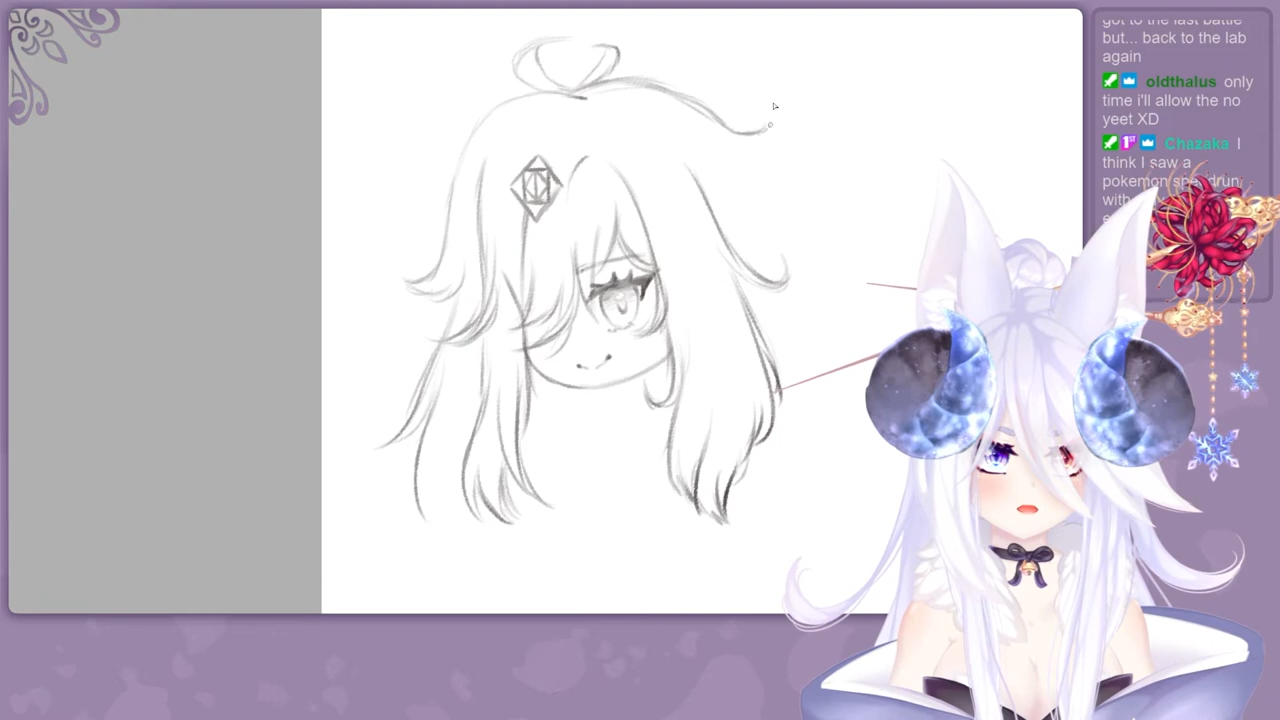 got to the last battle
but... back to the lab
again
oldthalus only
time i'll allow the no
yeet XD
Chazaka I
think I saw a
pokemon speedrun
with